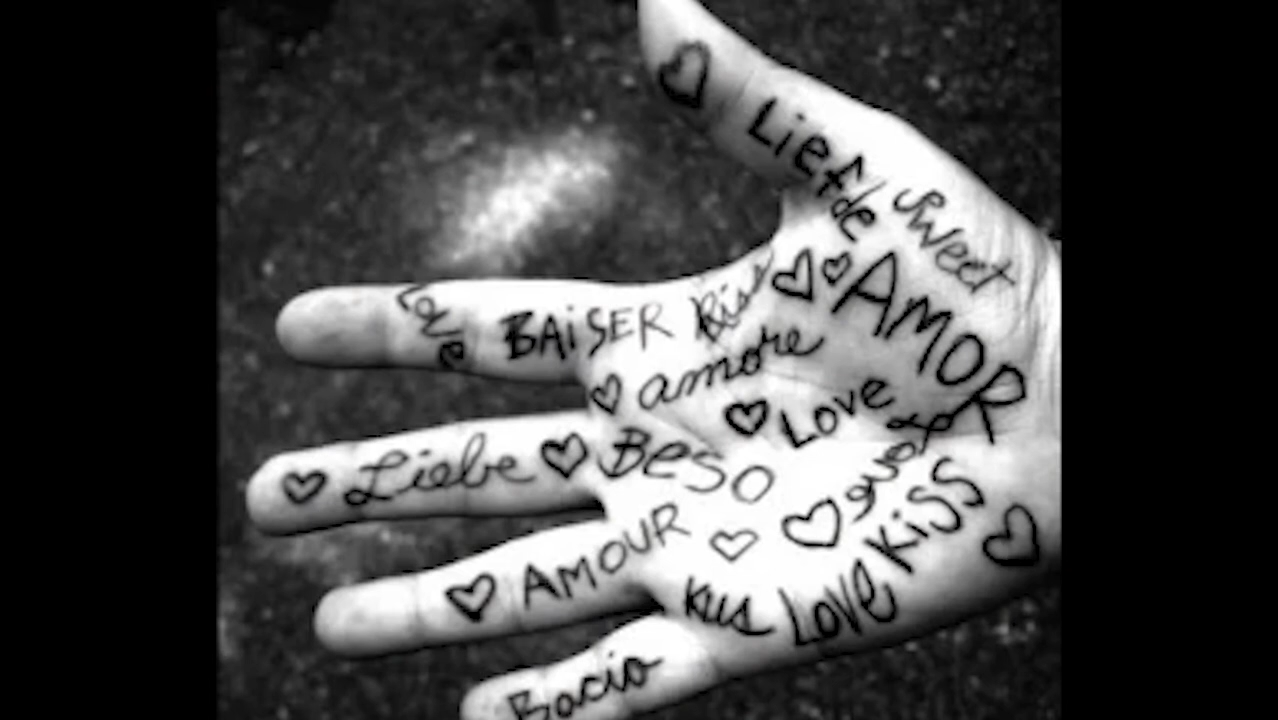 Liefde
Sweet
AMOR
Love
BAiSER
Kiss
amore
Love
Liebe
Beso
AMOUR
KiSS
Kus
Love
Bacio